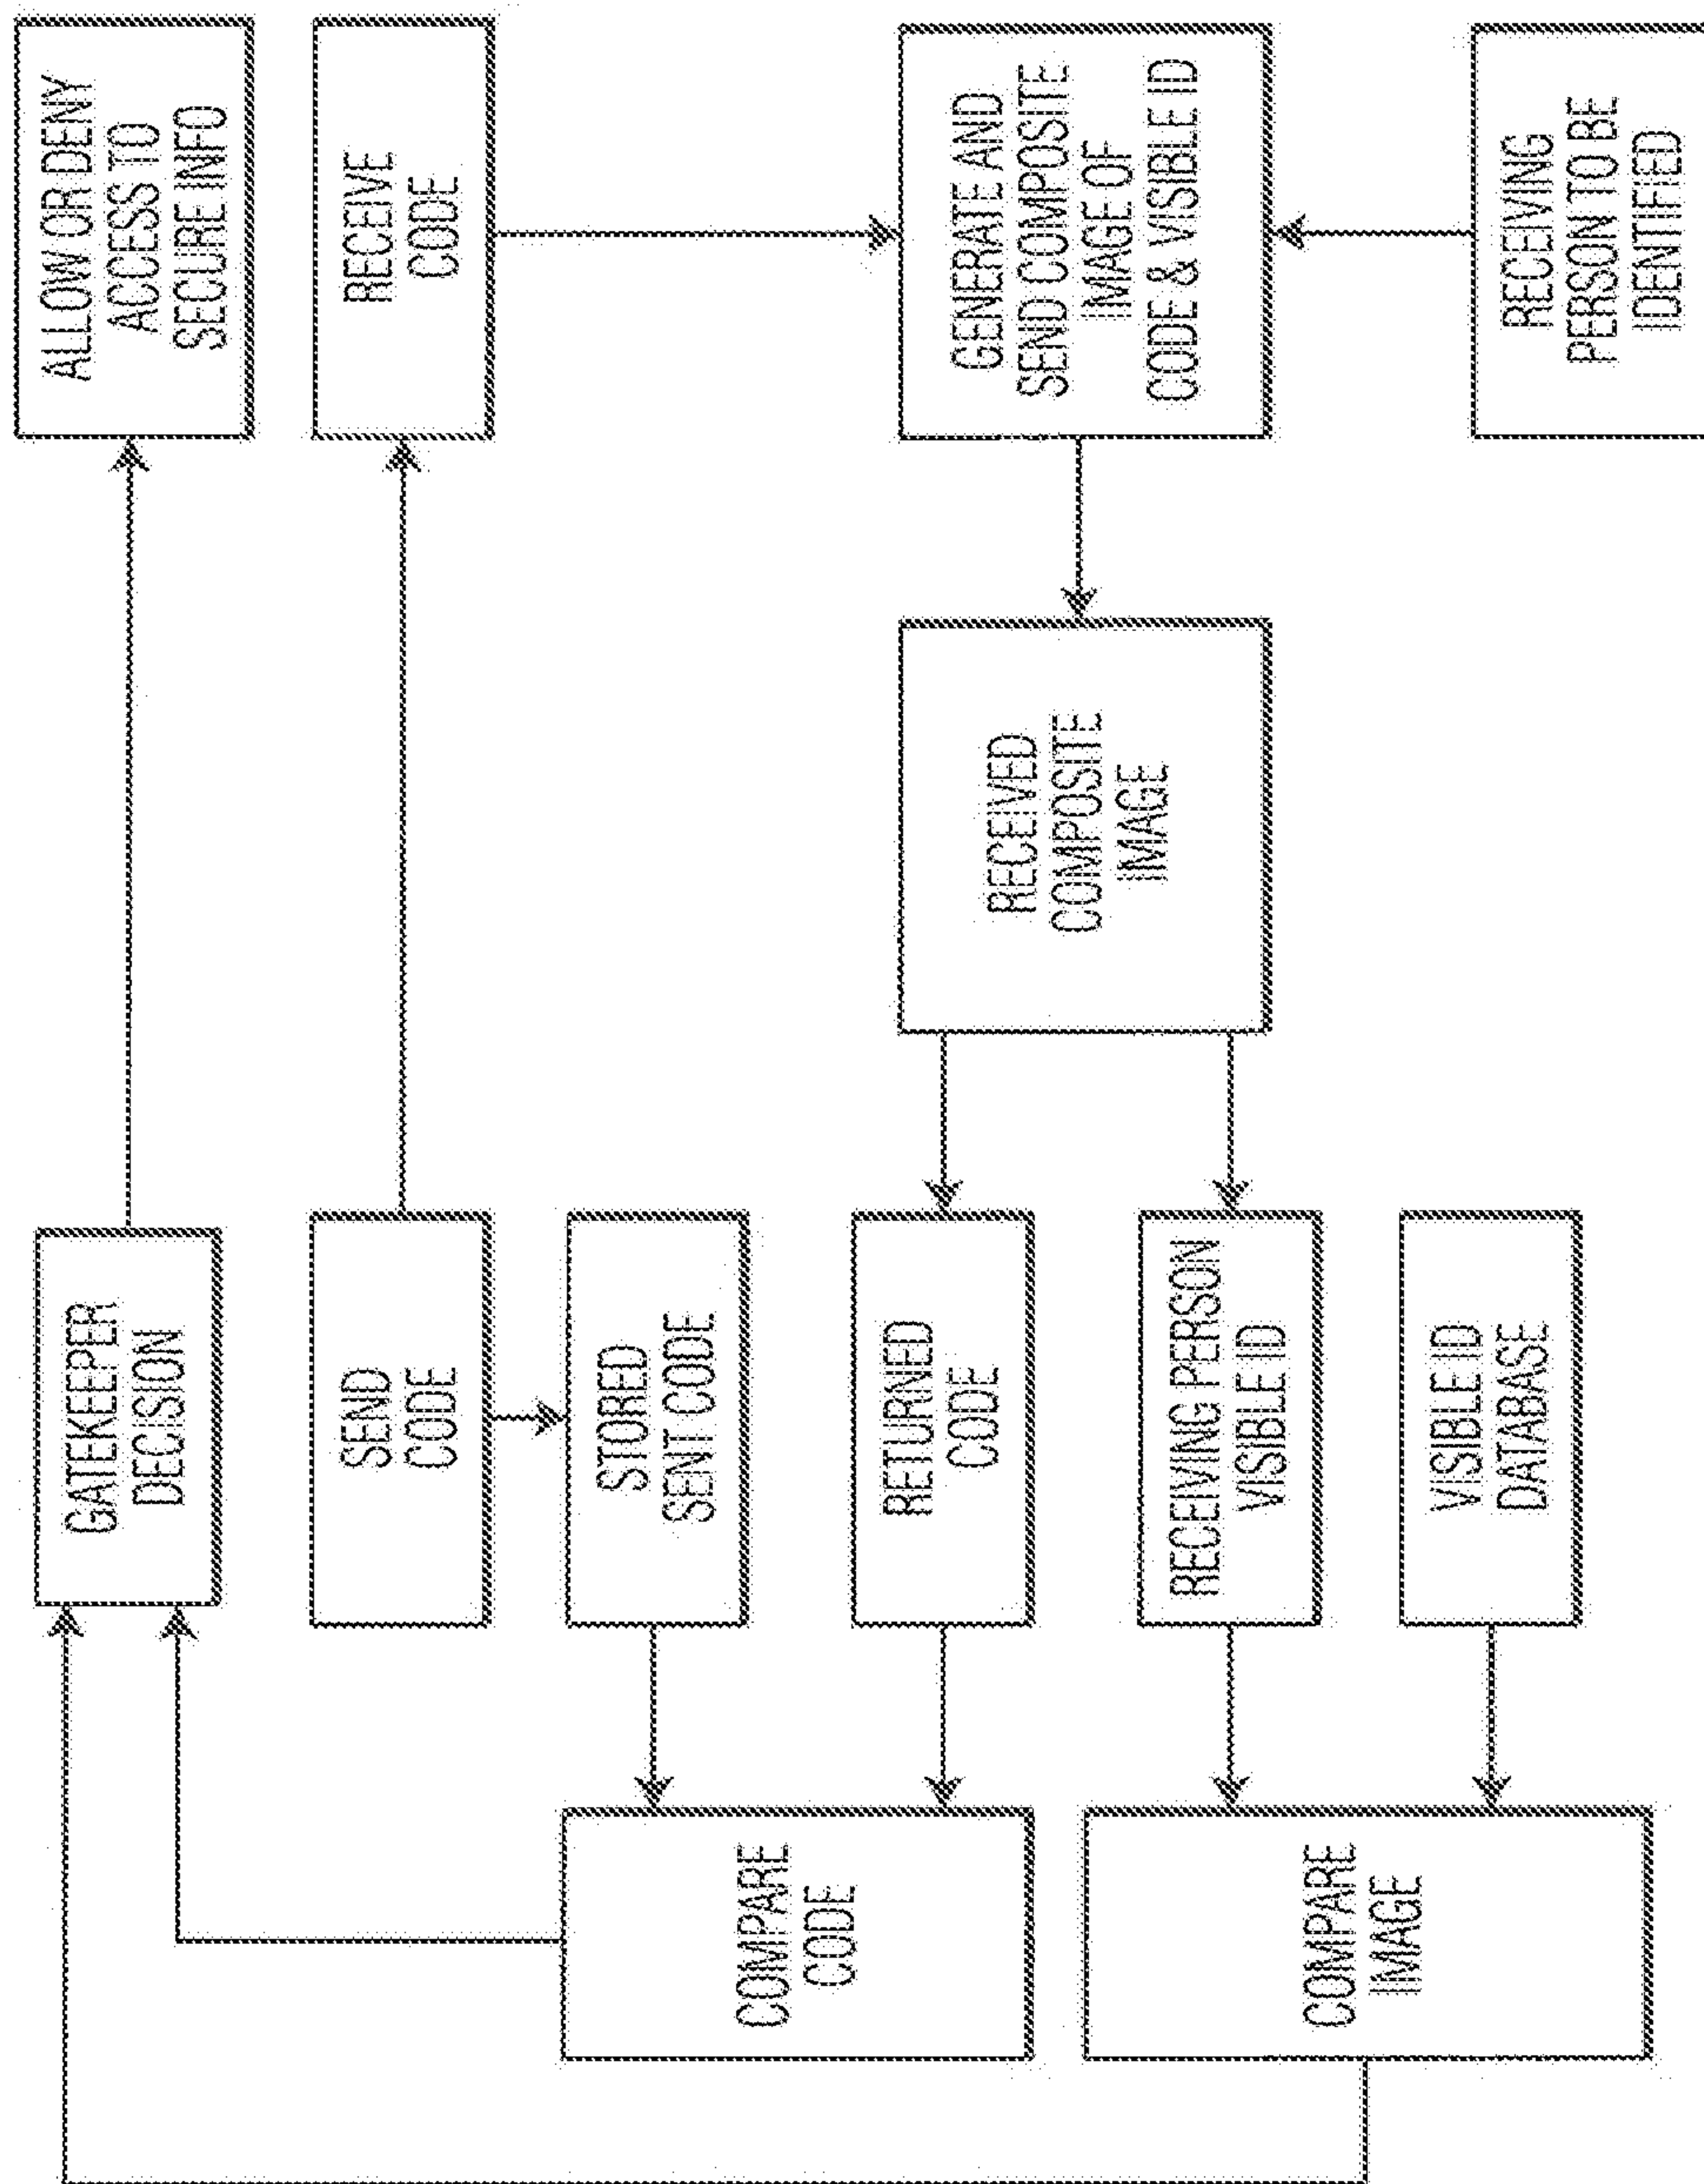 GATEKEEPER
DECISION
ALLOW OR DENY
ACCESS TO
SECURE INFO
SEND
CODE
RECEIVE
CODE
STORED
SENT CODE
COMPARE
CODE
RETURNED
CODE
RECEIVED
COMPOSITE
IMAGE
GENERATE AND
SEND COMPOSITE
IMAGE OF
CODE & VISIBLE ID
RECEIVING PERSON
VISIBLE ID
COMPARE
IMAGE
VISIBLE ID
DATABASE
RECEIVING
PERSON TO BE
IDENTIFIED